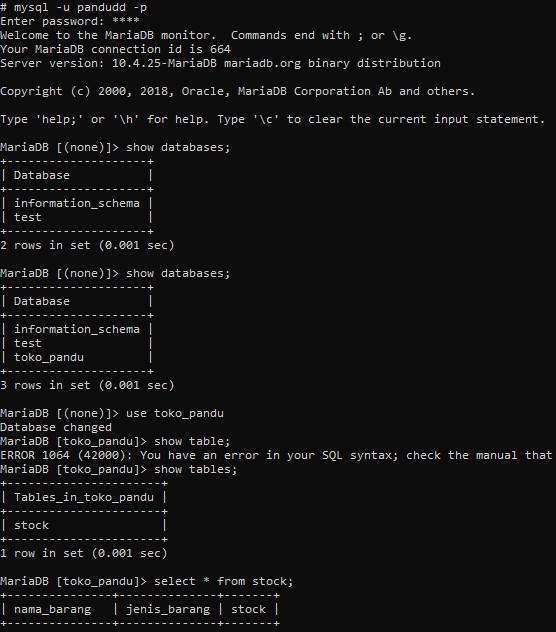 # mysql -u pandudd -p
Enter password: ****
Welcome to the MariaDB monitor.  Commands end with ; or \g.
Your MariaDB connection id is 664
Server version: 10.4.25-MariaDB mariadb.org binary distribution

Copyright (c) 2000, 2018, Oracle, MariaDB Corporation Ab and others.

Type 'help;' or '\h' for help. Type '\c' to clear the current input statement.

MariaDB [(none)]> show databases;
+--------------------+
| Database           |
+--------------------+
| information_schema |
| test               |
+--------------------+
2 rows in set (0.001 sec)

MariaDB [(none)]> show databases;
+--------------------+
| Database           |
+--------------------+
| information_schema |
| test               |
| toko_pandu         |
+--------------------+
3 rows in set (0.001 sec)

MariaDB [(none)]> use toko_pandu
Database changed
MariaDB [toko_pandu]> show table;
ERROR 1064 (42000): You have an error in your SQL syntax; check the manual that
MariaDB [toko_pandu]> show tables;
+----------------------+
| Tables_in_toko_pandu |
+----------------------+
| stock                |
+----------------------+
1 row in set (0.001 sec)

MariaDB [toko_pandu]> select * from stock;
+---------------+--------------+-------+
| nama_barang   | jenis_barang | stock |
+---------------+--------------+-------+